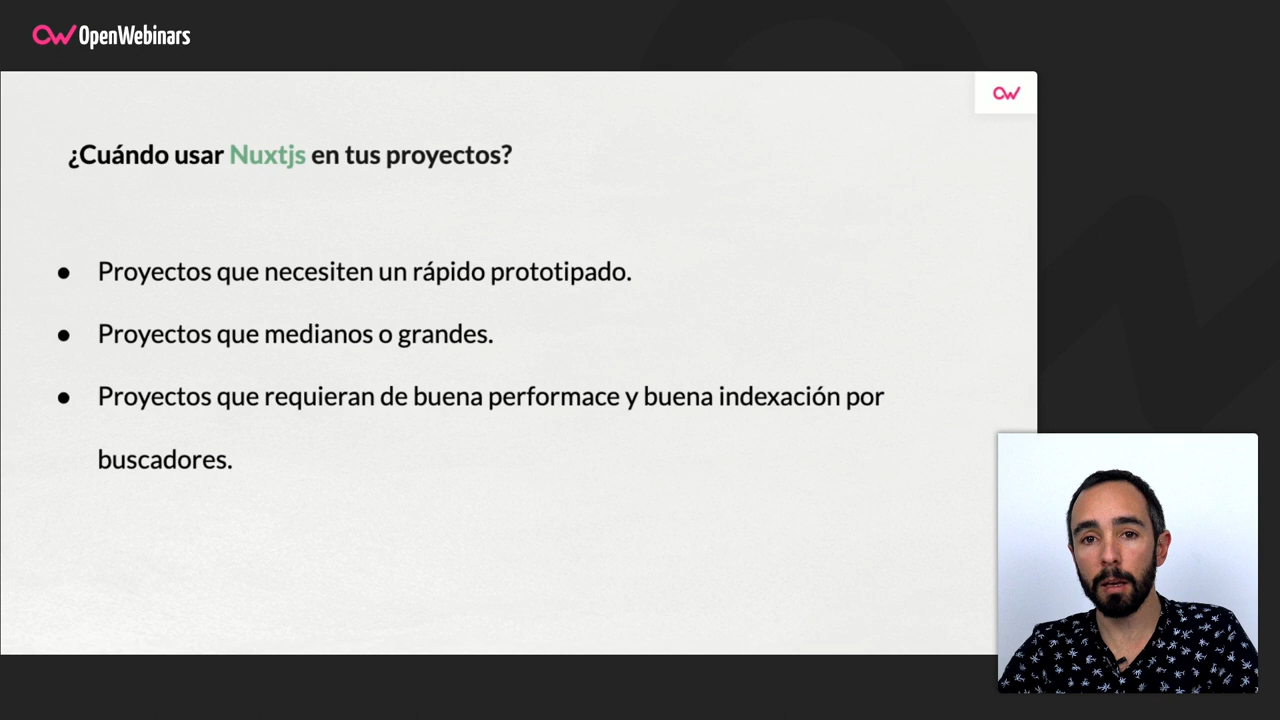 OpenWebinars
¿Cuándo usar Nuxtjs en tus proyectos?
● Proyectos que necesiten un rápido prototipado.
● Proyectos que medianos o grandes.
● Proyectos que requieran de buena performace y buena indexación por
buscadores.